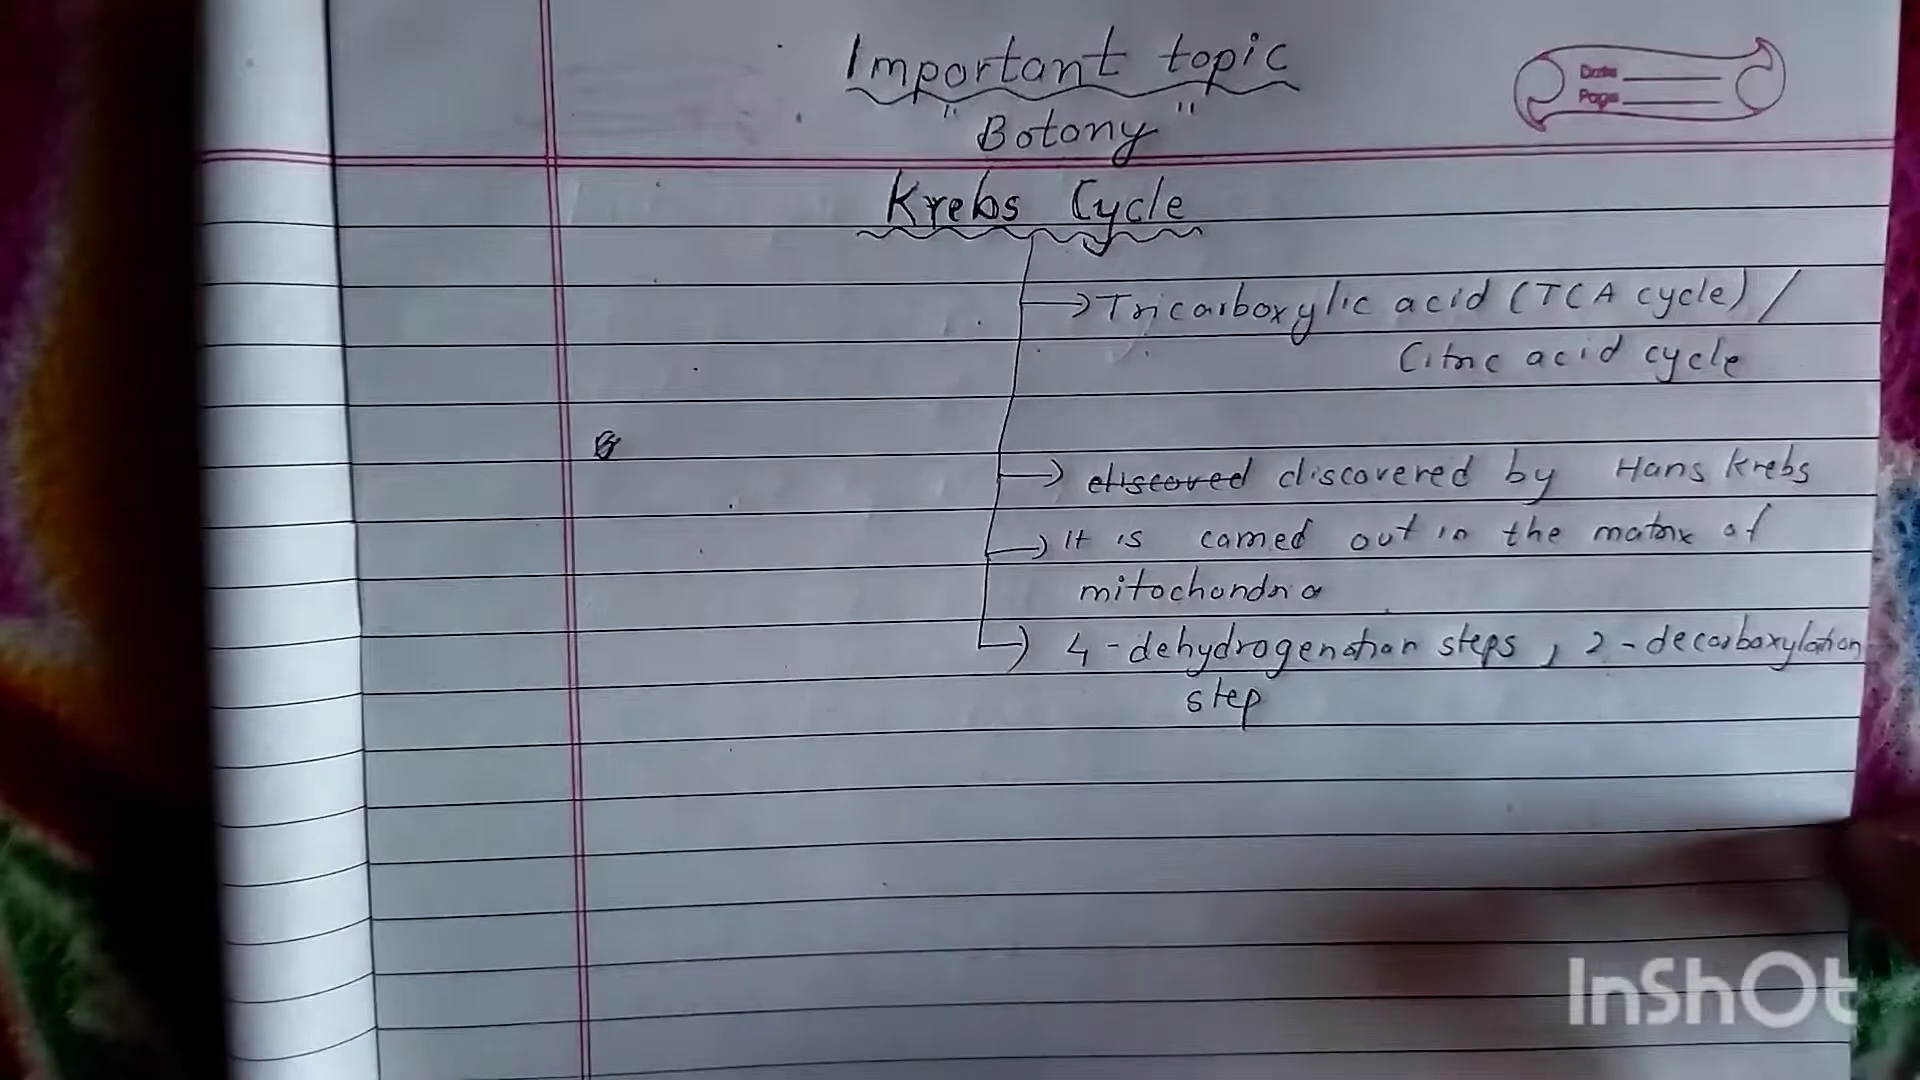 Important topic
Date
Page
"Botany"
Krebs Cycle
→ Tricarboxylic acid (TCA cycle) /
Citric acid cycle
→ discovred discovered by Hans Krebs
→ It is carried out in the matrix of
mitochondria
→ 4-dehydrogenation steps, 2-decarboxylation
step
InShOt